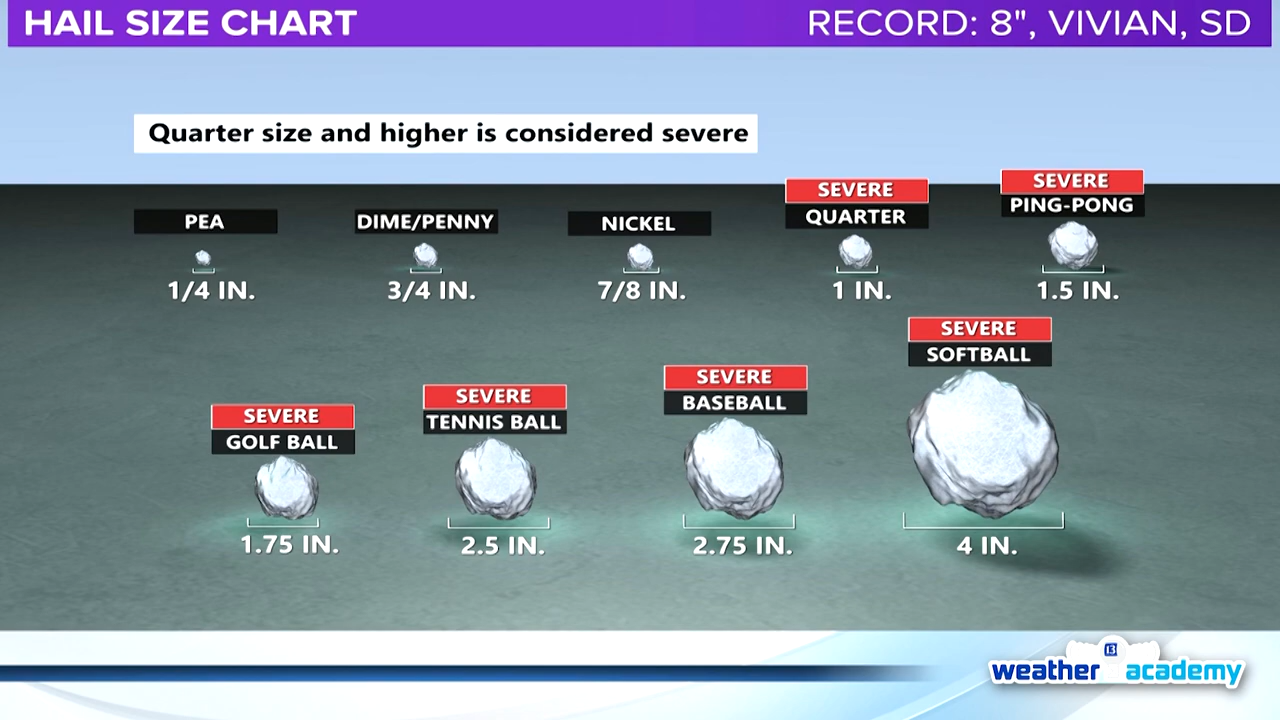 HAIL SIZE CHART
RECORD: 8", VIVIAN, SD
Quarter size and higher is considered severe
PEA
1/4 IN.
DIME/PENNY
3/4 IN.
NICKEL
7/8 IN.
SEVERE
QUARTER
1 IN.
SEVERE
PING-PONG
1.5 IN.
SEVERE
GOLF BALL
1.75 IN.
SEVERE
TENNIS BALL
2.5 IN.
SEVERE
BASEBALL
2.75 IN.
SEVERE
SOFTBALL
4 IN.
13
weather academy